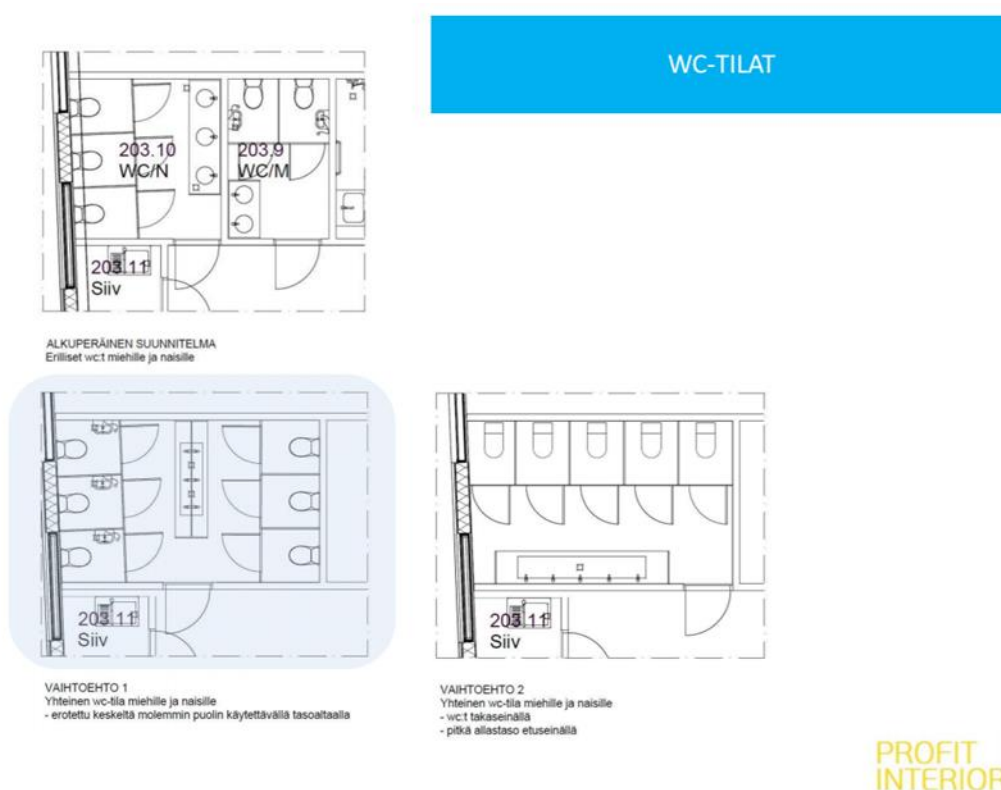 WC-TILAT
203.10
WC/N
203.9
WC/M
203.11
Siiv
ALKUPERÄINEN SUUNNITELMA
Erilliset wc:t miehille ja naisille
203.11
Siiv
VAIHTOEHTO 1
Yhteinen wc-tila miehille ja naisille
- erotettu keskeltä molemmin puolin käytettävällä tasoaltaalla
203.11
Siiv
VAIHTOEHTO 2
Yhteinen wc-tila miehille ja naisille
- wc:t takaseinällä
- pitkä allastaso etuseinällä
PROFIT
INTERIOR